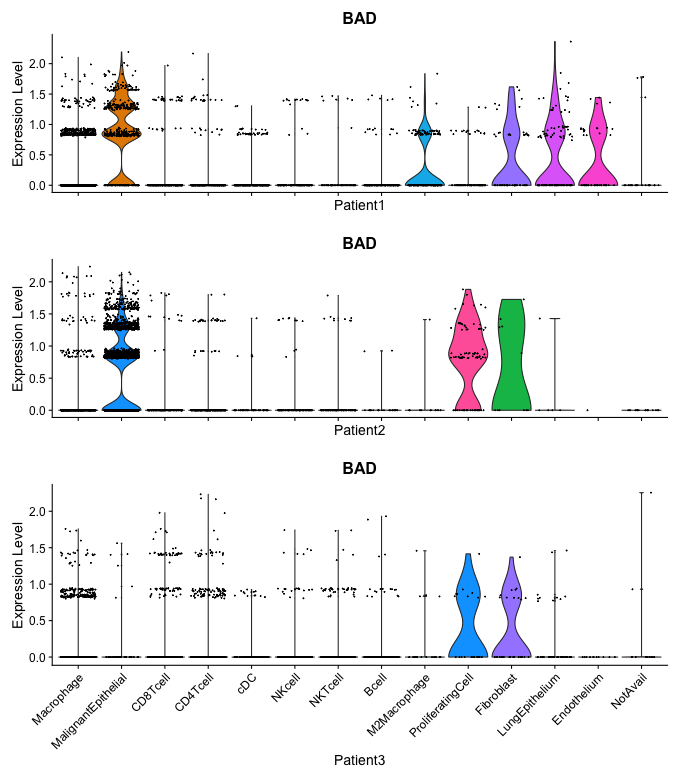 BAD
Expression Level
2.0
1.5
1.0
0.5
0.0
Patient1
BAD
Expression Level
2.0
1.5
1.0
0.5
0.0
Patient2
BAD
Expression Level
2.0
1.5
1.0
0.5
0.0
Macrophage
MalignantEpithelial
CD8Tcell
CD4Tcell
cDC
NKcell
NKTcell
Bcell
M2Macrophage
ProliferatingCell
Fibroblast
LungEpithelium
Endothelium
NotAvail
Patient3